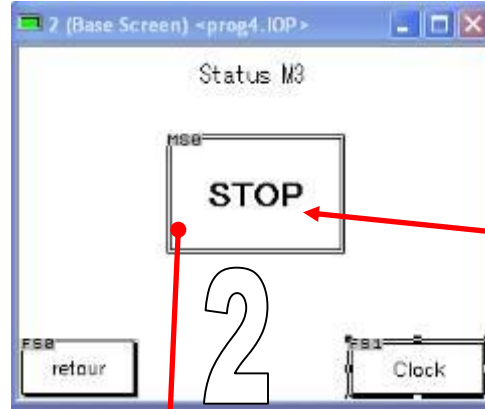 2 (Base Screen) <prog4.IOP>
Status M3
MS0
STOP
2
FS0
retour
FS1
Clock